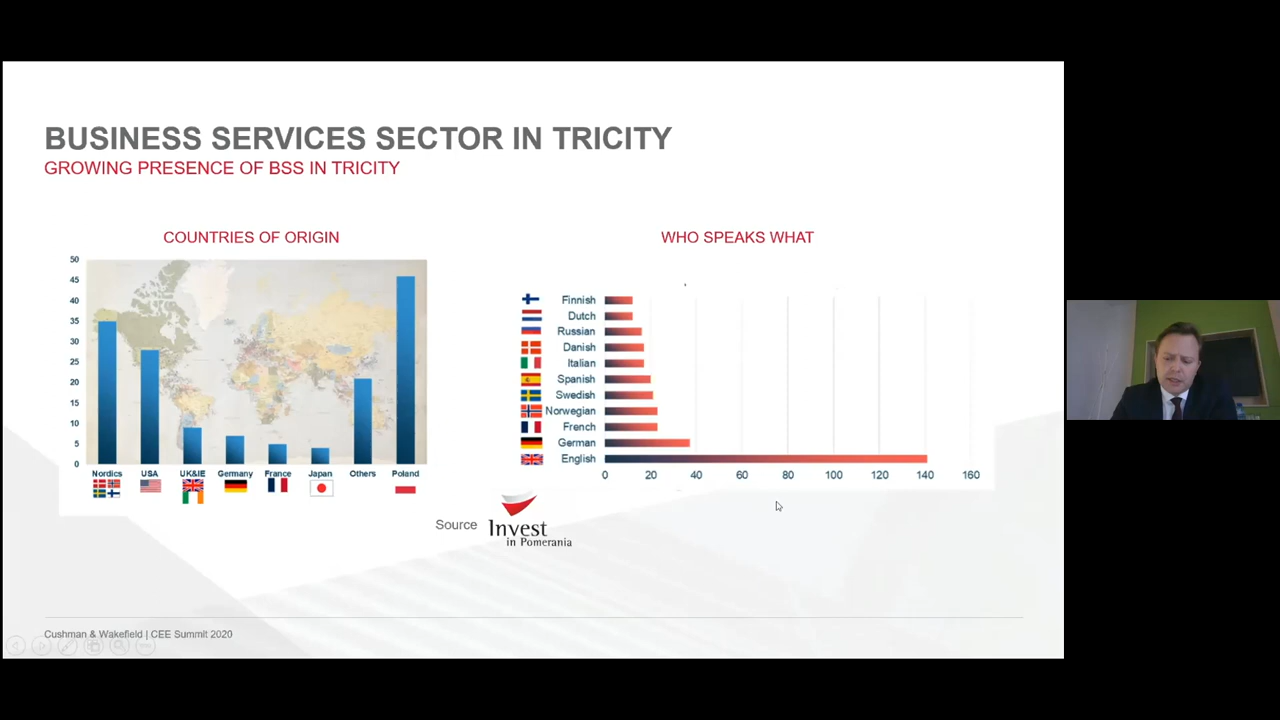 BUSINESS SERVICES SECTOR IN TRICITY
GROWING PRESENCE OF BSS IN TRICITY
COUNTRIES OF ORIGIN
50
45
40
35
30
25
20
15
10
5
0
Nordics USA UK&IE Germany France Japan Others Poland
WHO SPEAKS WHAT
Finnish
Dutch
Russian
Danish
Italian
Spanish
Swedish
Norwegian
French
German
English
0 20 40 60 80 100 120 140 160
Source Invest
in Pomerania
Cushman & Wakefield | CEE Summit 2020